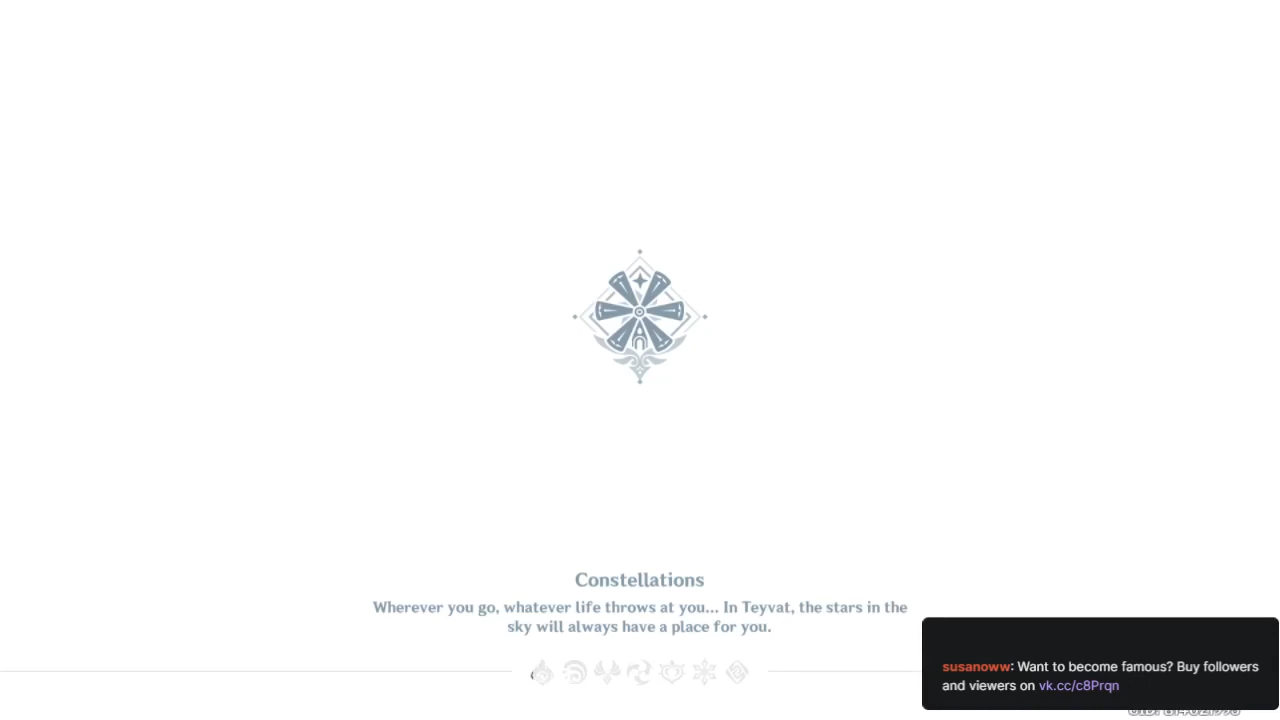 Constellations
Wherever you go, whatever life throws at you... In Teyvat, the stars in the
sky will always have a place for you.
susanoww: Want to become famous? Buy followers
and viewers on vk.cc/c8Prqn